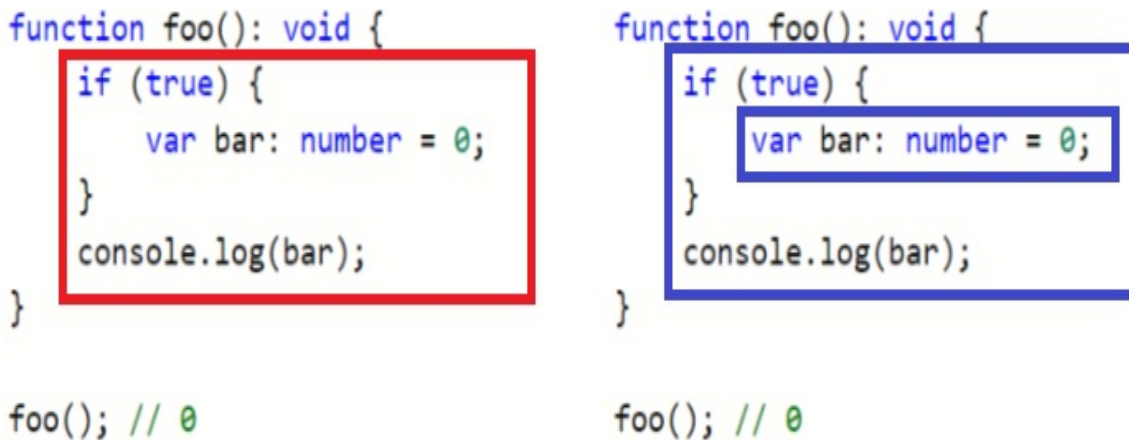 function foo(): void {
if (true) {
var bar: number = 0;
}
console.log(bar);
}
foo(); // 0
function foo(): void {
if (true) {
var bar: number = 0;
}
console.log(bar);
}
foo(); // 0